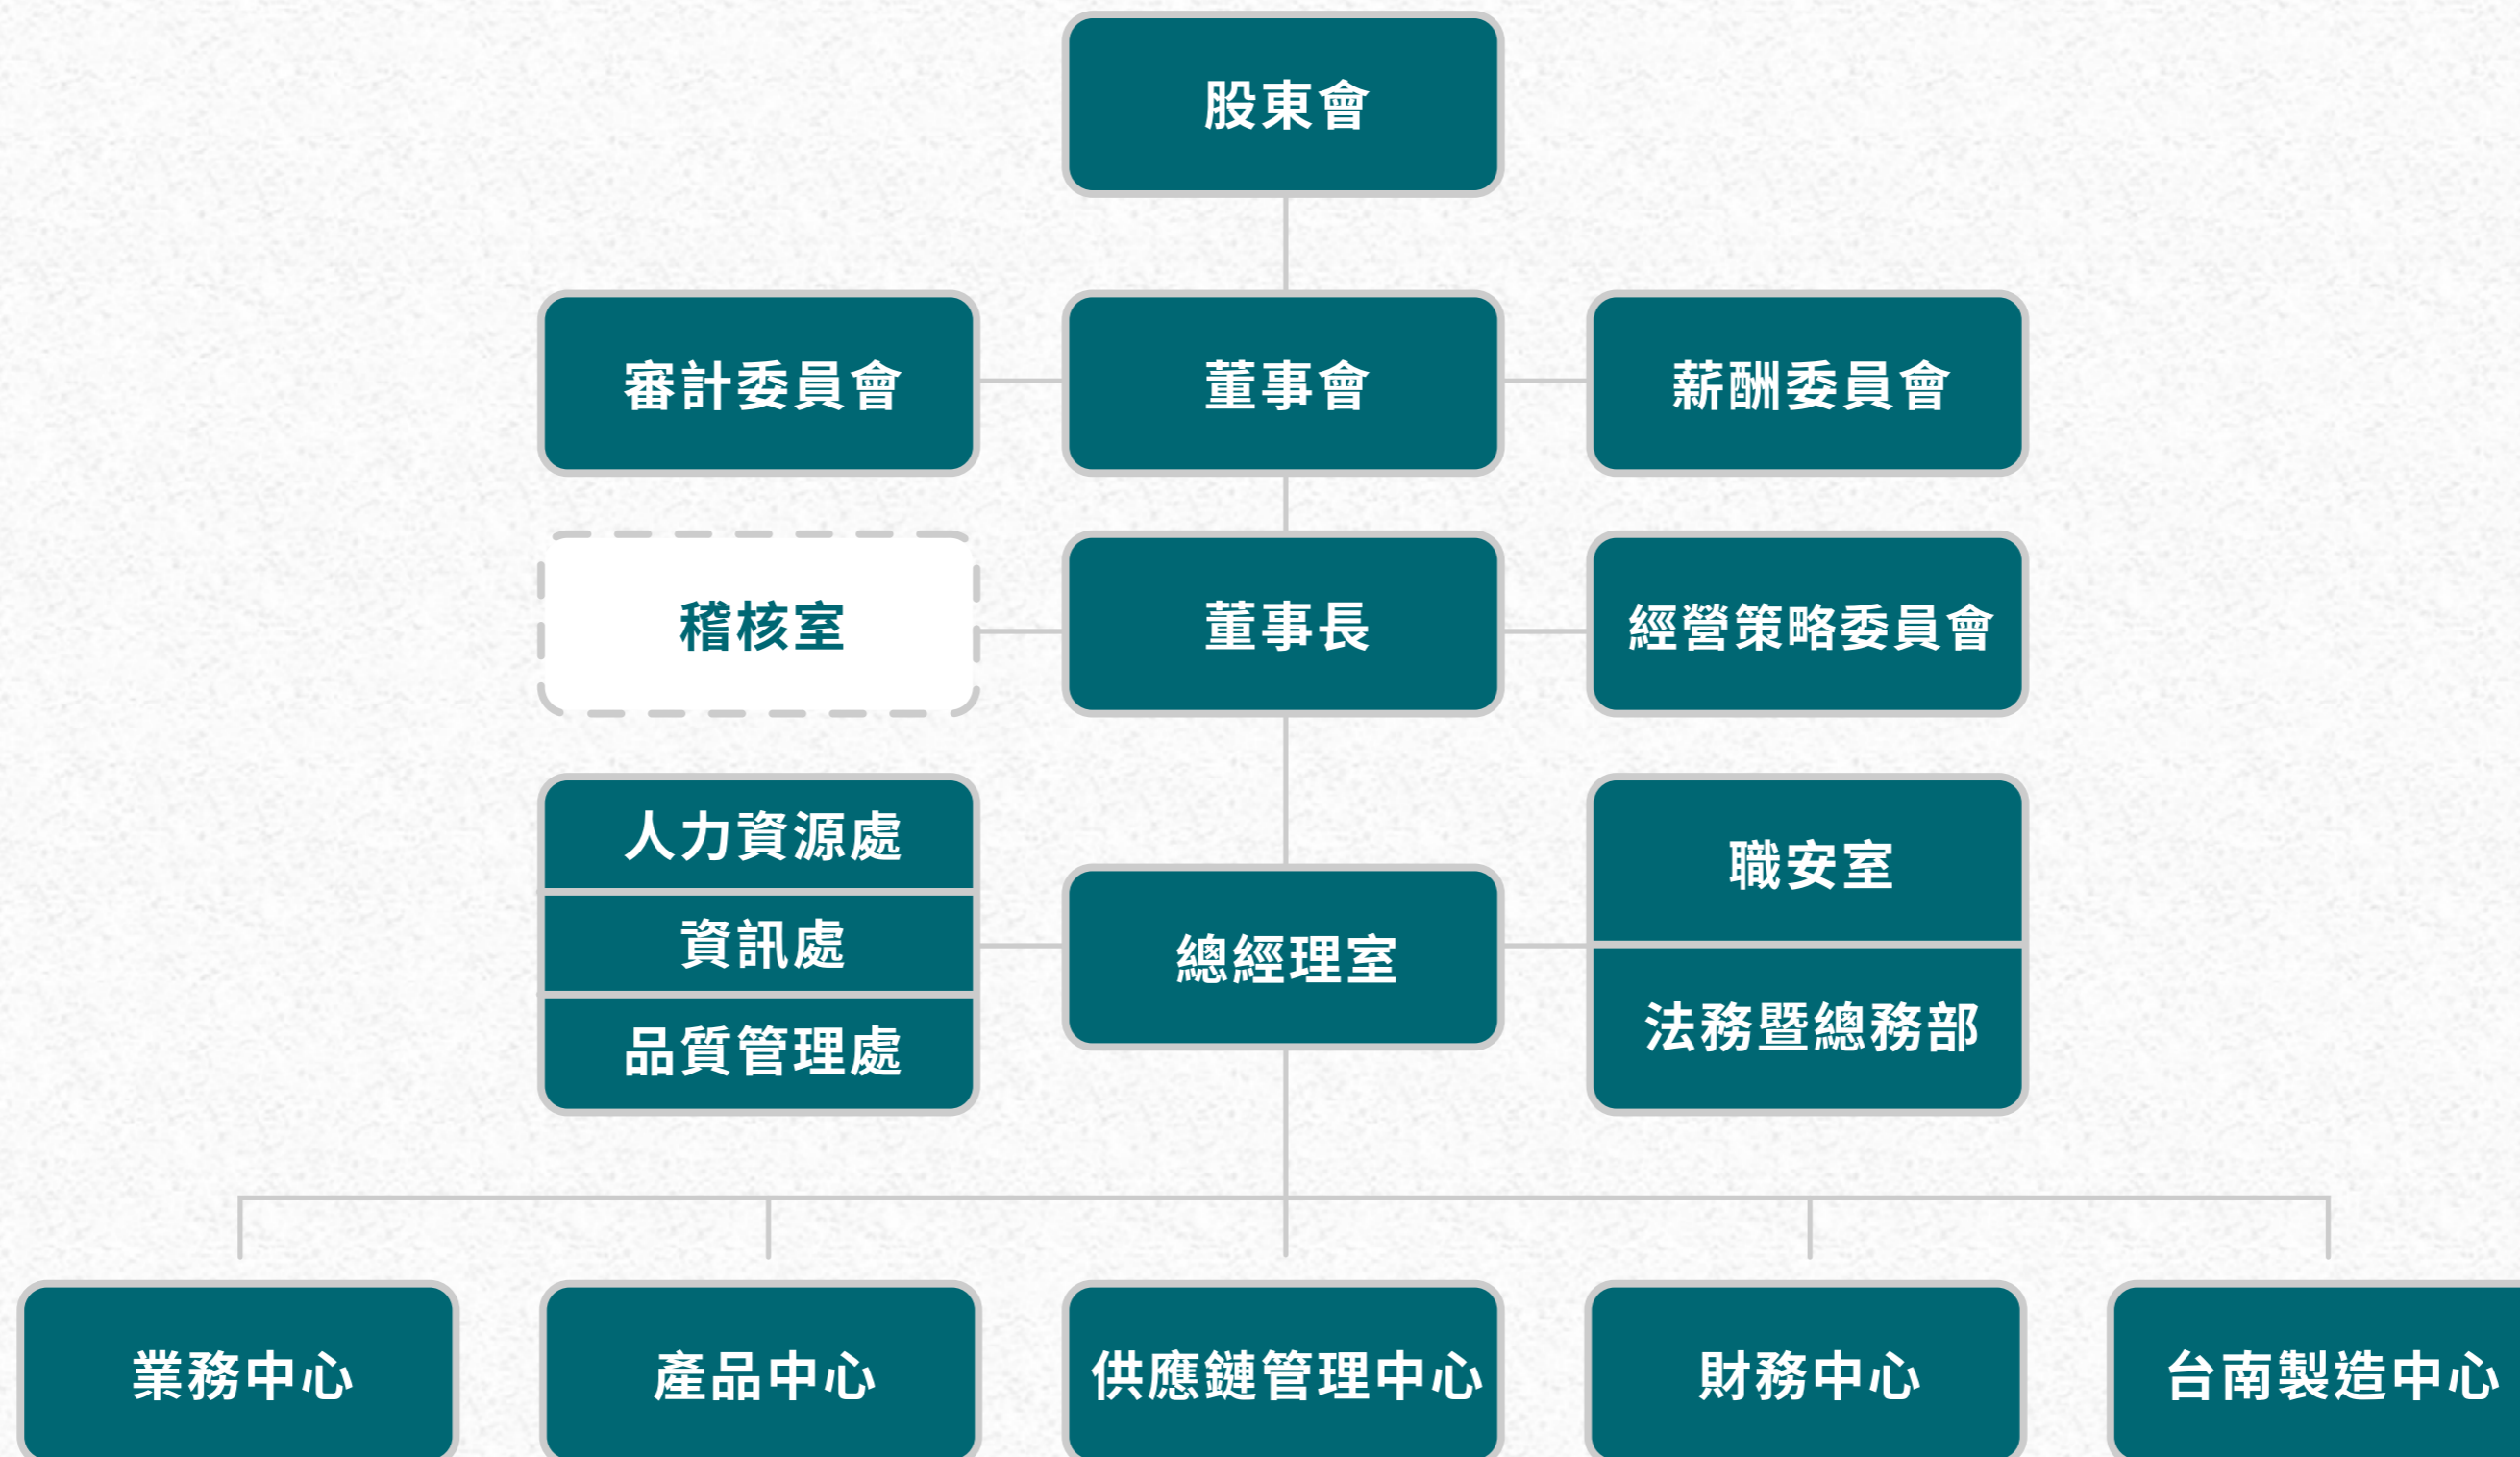 股東會
審計委員會
董事會
薪酬委員會
稽核室
董事長
經營策略委員會
人力資源處
資訊處
品質管理處
總經理室
職安室
法務暨總務部
業務中心
產品中心
供應鏈管理中心
財務中心
台南製造中心